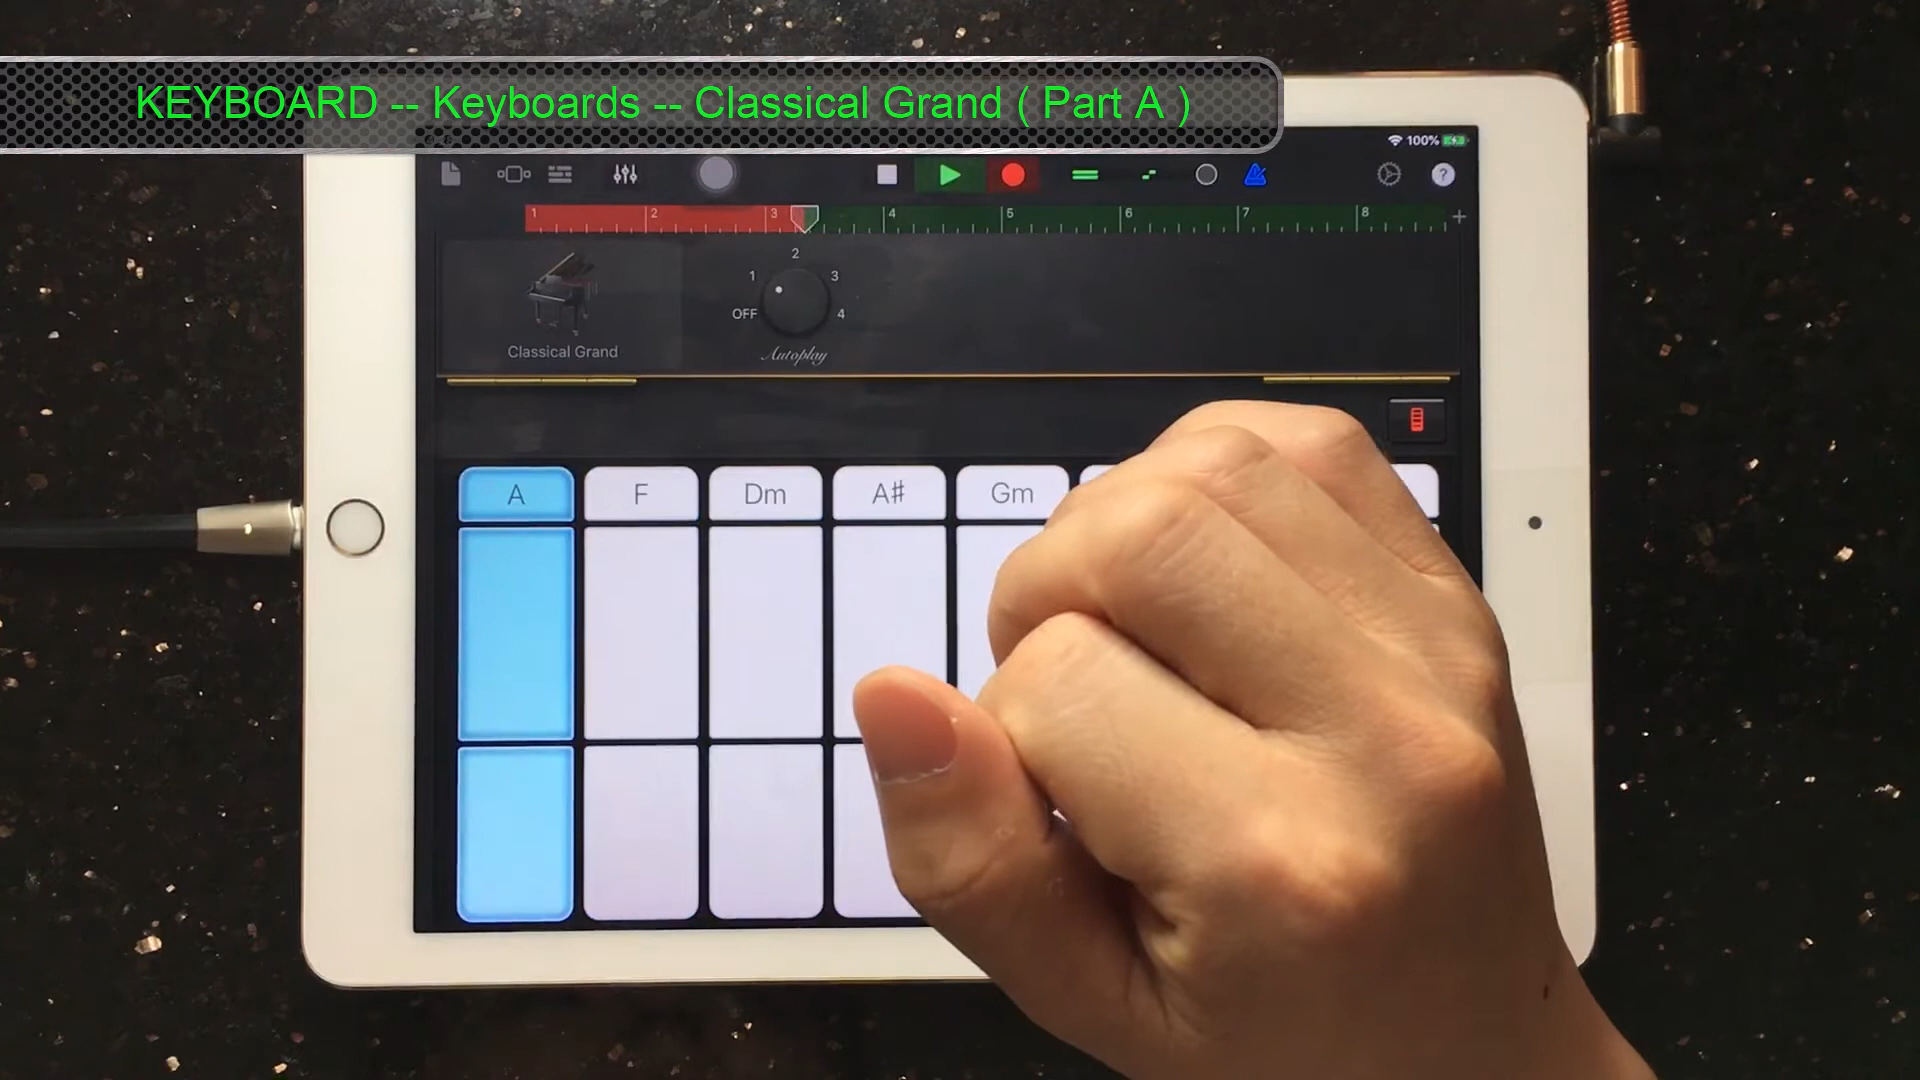 KEYBOARD -- Keyboards -- Classical Grand ( Part A )
100%
?
1 2 3 4 5 6 7 8 +
2
1 3
OFF 4
Classical Grand
Autoplay
A F Dm A♯ Gm